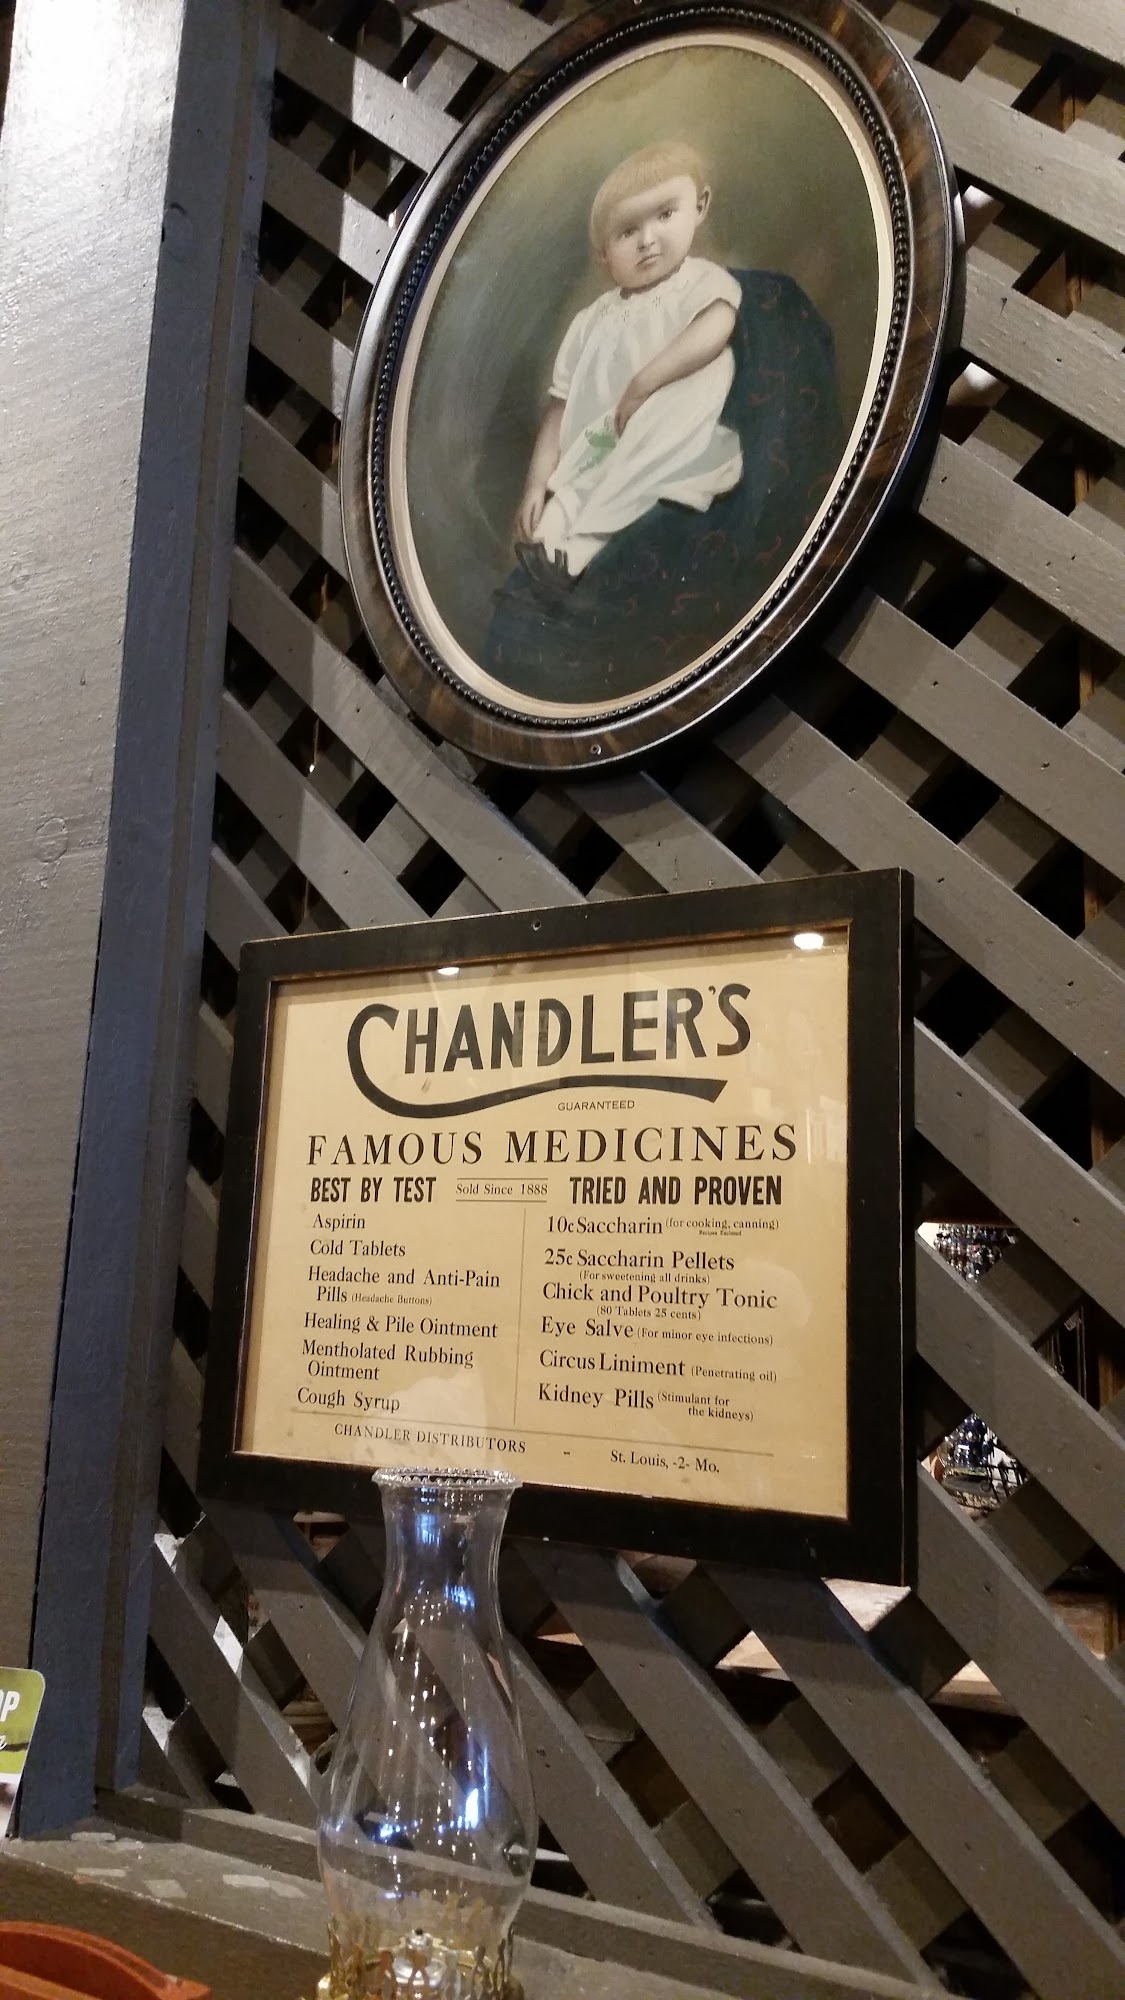 CHANDLER'S
GUARANTEED
FAMOUS MEDICINES
BEST BY TEST Sold Since 1888 TRIED AND PROVEN
Aspirin
Cold Tablets
Headache and Anti-Pain
Pills (Headache Buttons)
Healing & Pile Ointment
Mentholated Rubbing
Ointment
Cough Syrup
10c Saccharin (for cooking, canning)
Recipes Enclosed
25c Saccharin Pellets
(For sweetening all drinks)
Chick and Poultry Tonic
(80 Tablets 25 cents)
Eye Salve (For minor eye infections)
Circus Liniment (Penetrating oil)
Kidney Pills (Stimulant for
the kidneys)
CHANDLER DISTRIBUTORS - St. Louis, -2- Mo.